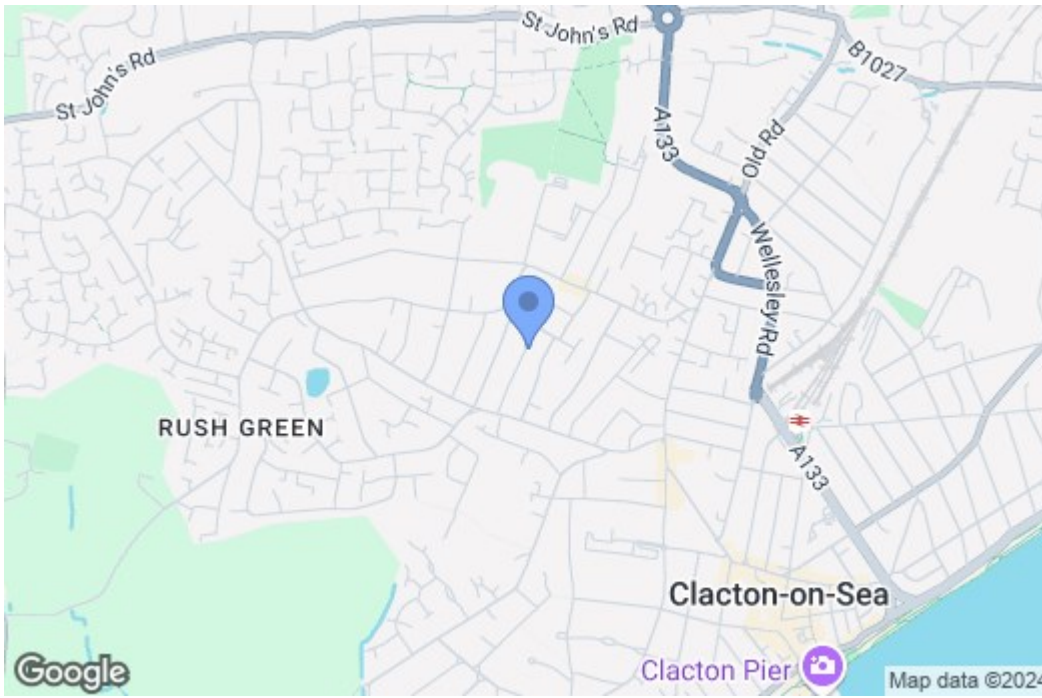 St John's Rd
St John's Rd
B1027
A133
Old Rd
Wellesley Rd
RUSH GREEN
A133
Clacton-on-Sea
Clacton Pier
Google
Map data ©2024